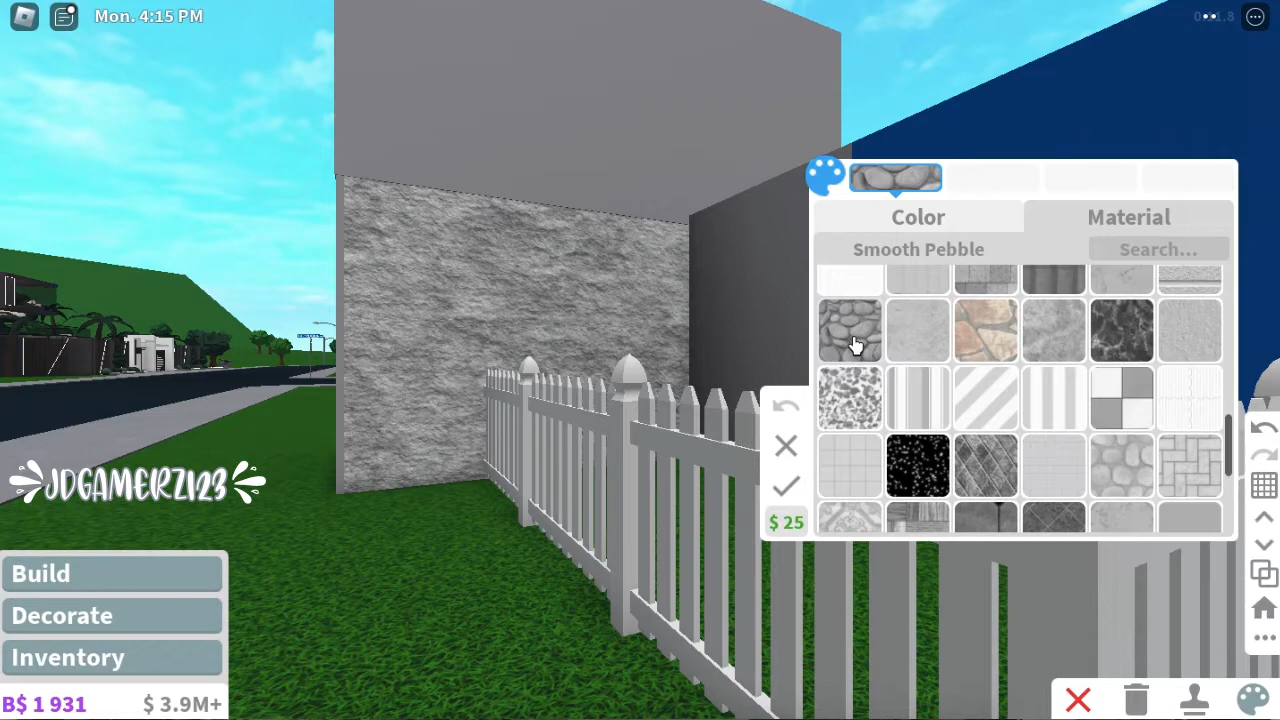 Mon. 4:15 PM
Color
Material
Smooth Pebble
Search...
JDGAMERZ123
$ 25
Build
Decorate
Inventory
B$ 1 931
$ 3.9M+